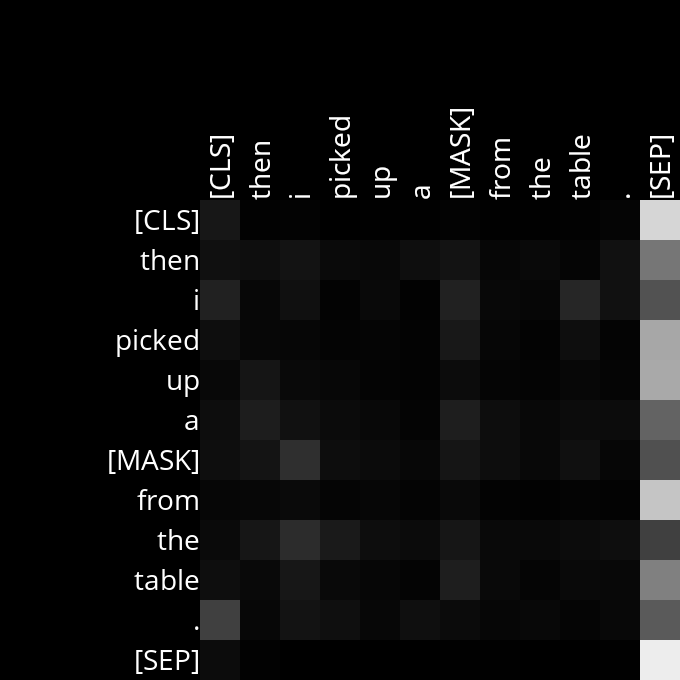 [CLS] then i picked up a [MASK] from the table . [SEP]
[CLS]
then
i
picked
up
a
[MASK]
from
the
table
.
[SEP]